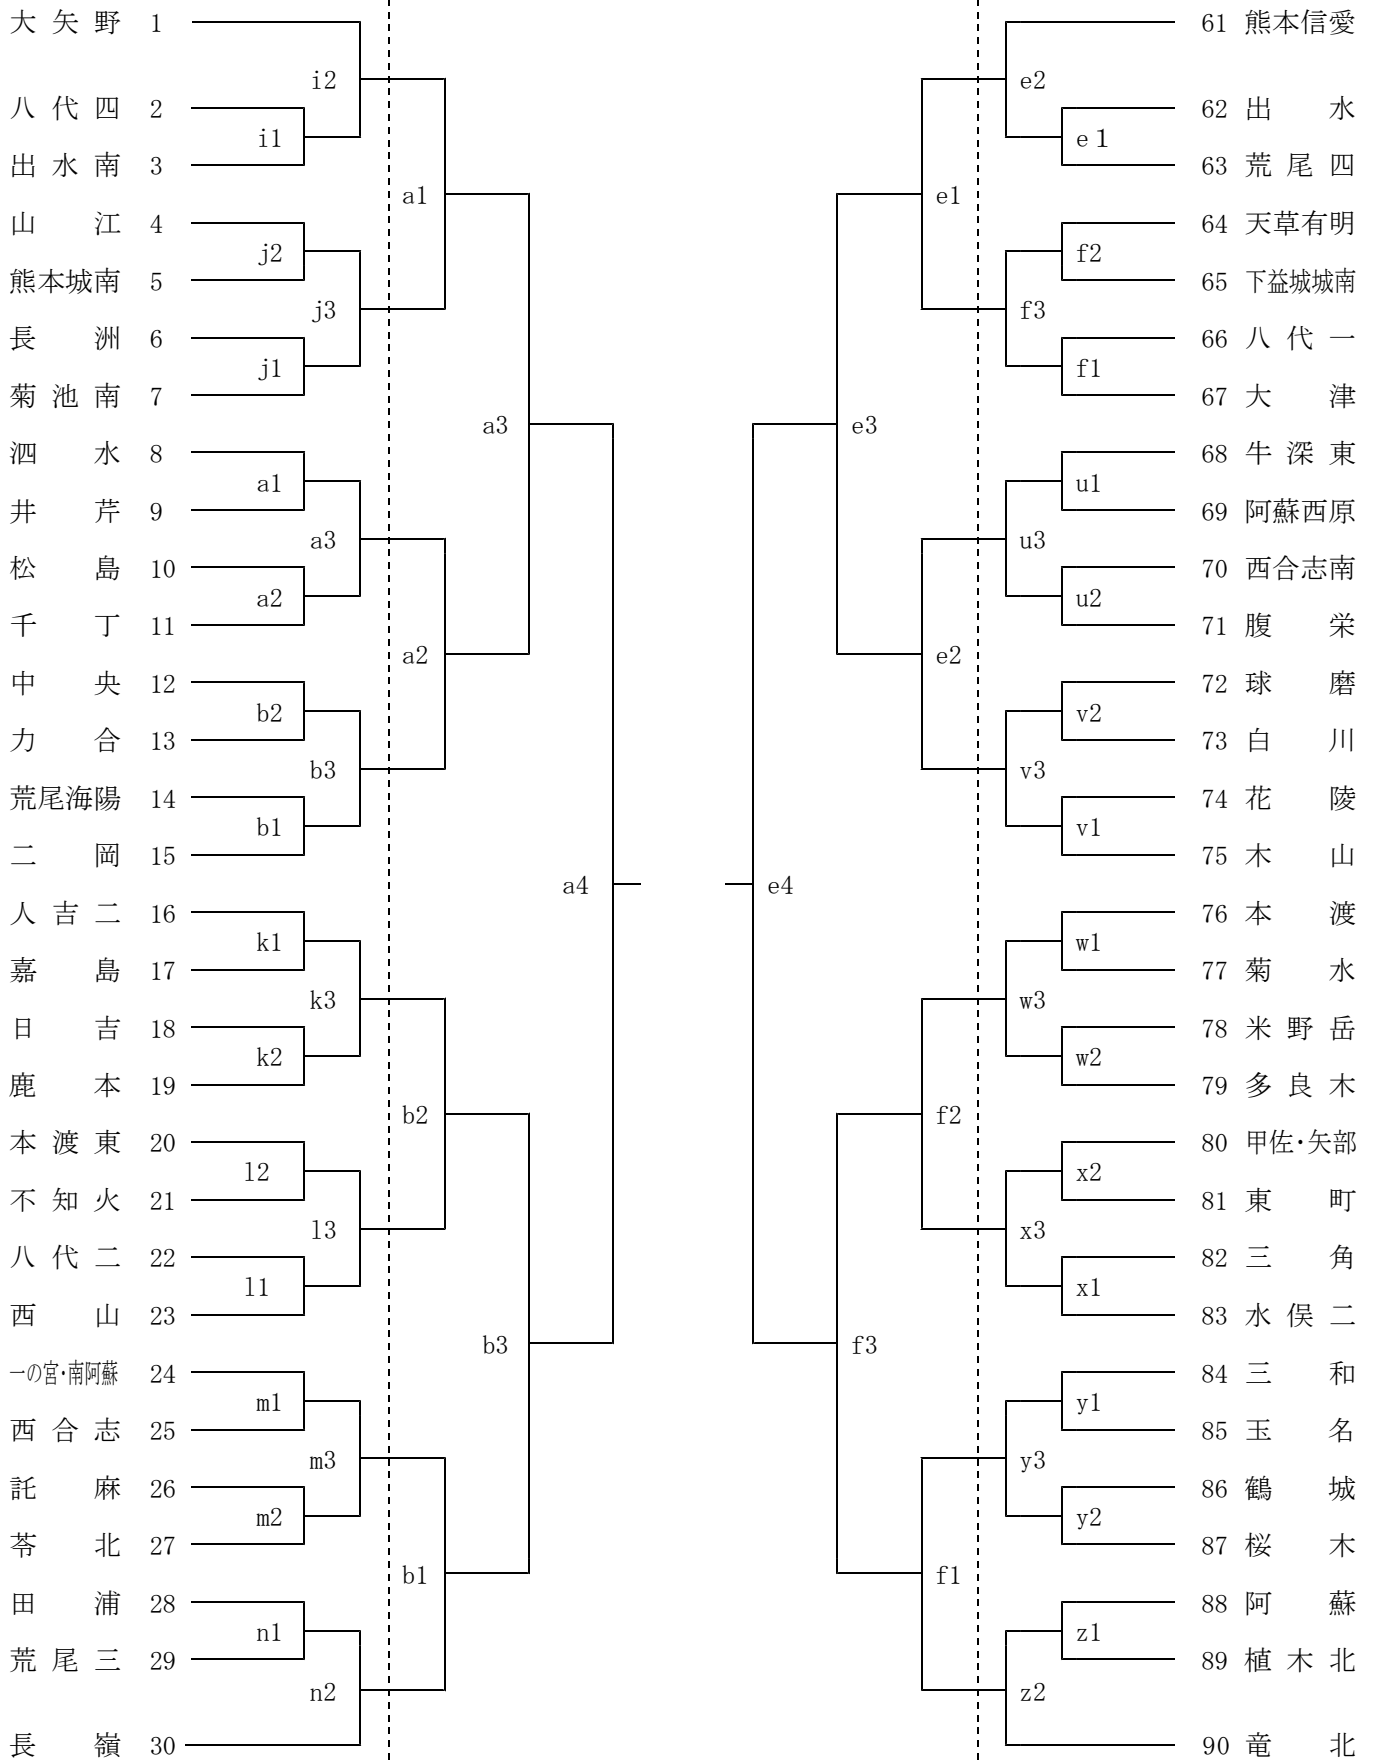 大矢野 1
i2
八代四 2
i1
出水南 3
a1
山江 4
j2
熊本城南 5
j3
長洲 6
j1
菊池南 7
a3
泗水 8
a1
井芹 9
a3
松島 10
a2
千丁 11
a2
中央 12
b2
力合 13
b3
荒尾海陽 14
b1
二岡 15
a4
人吉二 16
k1
嘉島 17
k3
日吉 18
k2
鹿本 19
b2
本渡東 20
l2
不知火 21
l3
八代二 22
l1
西山 23
b3
一の宮・南阿蘇 24
m1
西合志 25
m3
託麻 26
m2
苓北 27
b1
田浦 28
n1
荒尾三 29
n2
長嶺 30
61 熊本信愛
e2
62 出水
e１
63 荒尾四
e1
64 天草有明
f2
65 下益城城南
f3
66 八代一
f1
67 大津
e3
68 牛深東
u1
69 阿蘇西原
u3
70 西合志南
u2
71 腹栄
e2
72 球磨
v2
73 白川
v3
74 花陵
v1
75 木山
e4
76 本渡
w1
77 菊水
w3
78 米野岳
w2
79 多良木
f2
80 甲佐・矢部
x2
81 東町
x3
82 三角
x1
83 水俣二
f3
84 三和
y1
85 玉名
y3
86 鶴城
y2
87 桜木
f1
88 阿蘇
z1
89 植木北
z2
90 竜北